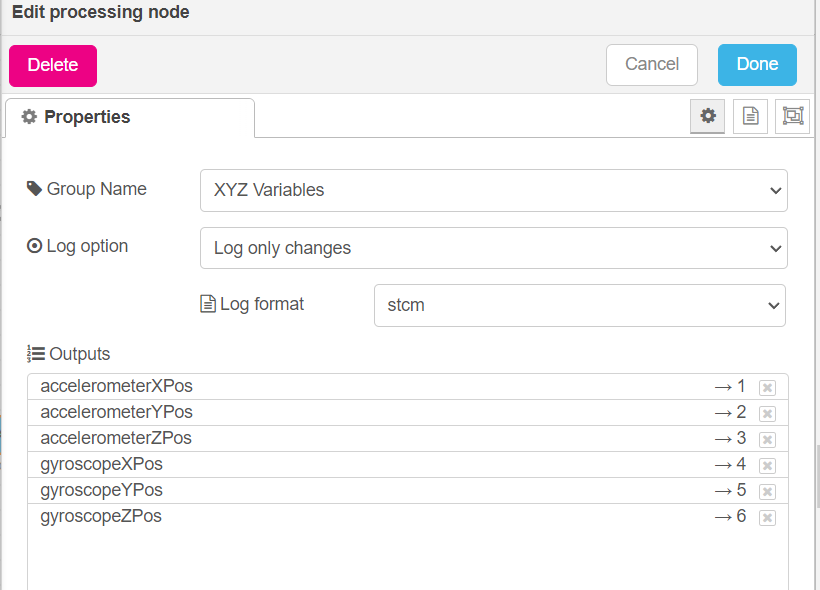 Edit processing node
Delete
Cancel
Done
Properties
Group Name
XYZ Variables
Log option
Log only changes
Log format
stcm
Outputs
accelerometerXPos → 1
accelerometerYPos → 2
accelerometerZPos → 3
gyroscopeXPos → 4
gyroscopeYPos → 5
gyroscopeZPos → 6